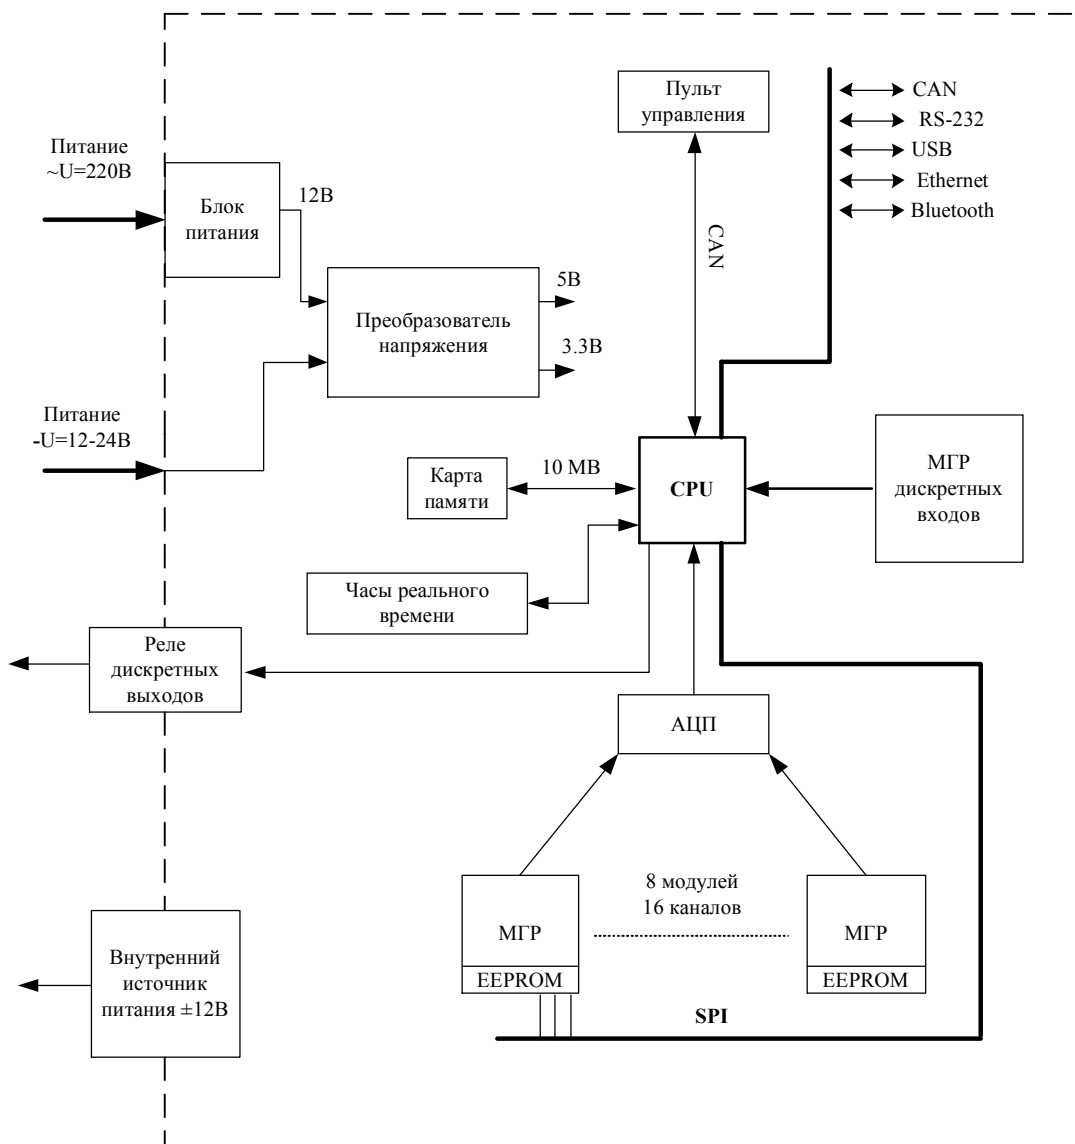 Пульт
управления
CAN
RS-232
USB
Ethernet
Bluetooth
Питание
~U=220В
Блок
питания
12В
CAN
Преобразователь
напряжения
5В
3.3В
Питание
-U=12-24В
Карта
памяти
10 МВ
CPU
МГР
дискретных
входов
Часы реального
времени
Реле
дискретных
выходов
АЦП
8 модулей
16 каналов
МГР
EEPROM
МГР
EEPROM
Внутренний
источник
питания ±12В
SPI